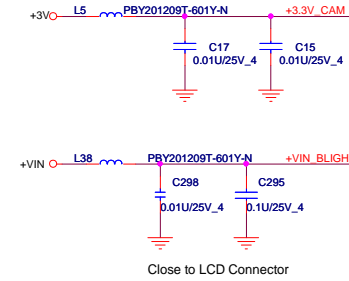 +3V L5 PBY201209T-601Y-N +3.3V_CAM
C17 C15
0.01U/25V_4 0.01U/25V_4
+VIN L38 PBY201209T-601Y-N +VIN_BLIGH
C298 C295
0.01U/25V_4 0.1U/25V_4
Close to LCD Connector